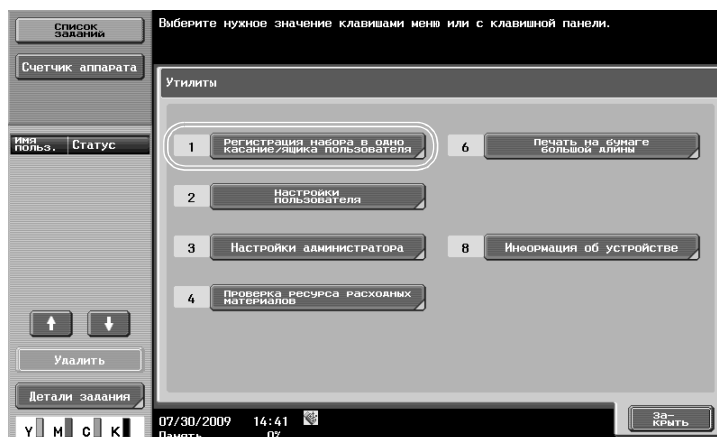 Список
заданий
Выберите нужное значение клавишами меню или с клавишной панели.
Счетчик аппарата
Утилиты
Имя
польз.
Статус
1
Регистрация набора в одно
касание/ящика пользователя
6
Печать на бумаге
большой длины
2
Настройки
пользователя
3
Настройки администратора
8
Информация об устройстве
4
Проверка ресурса расходных
материалов
Удалить
Детали задания
За-
крыть
07/30/2009 14:41
Память 0%
Y M C K